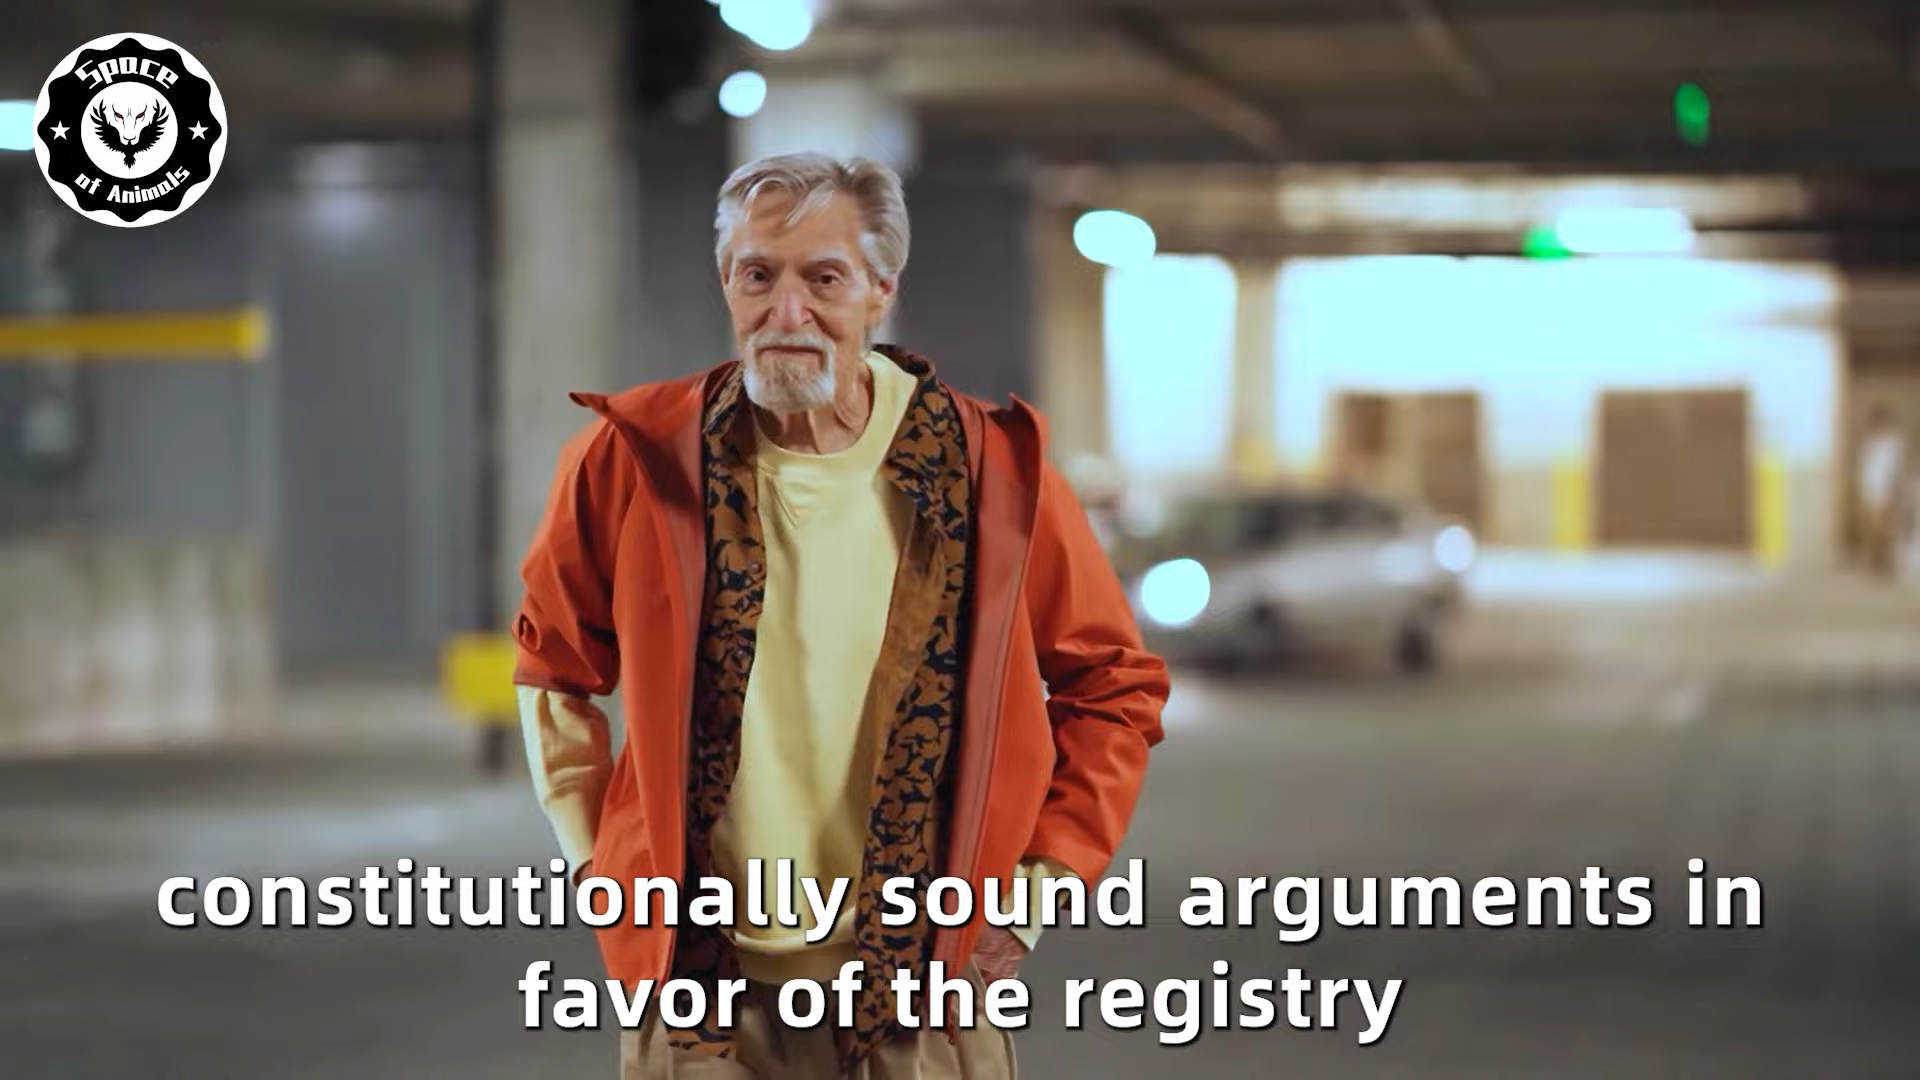 Space
of Animals
constitutionally sound arguments in
favor of the registry